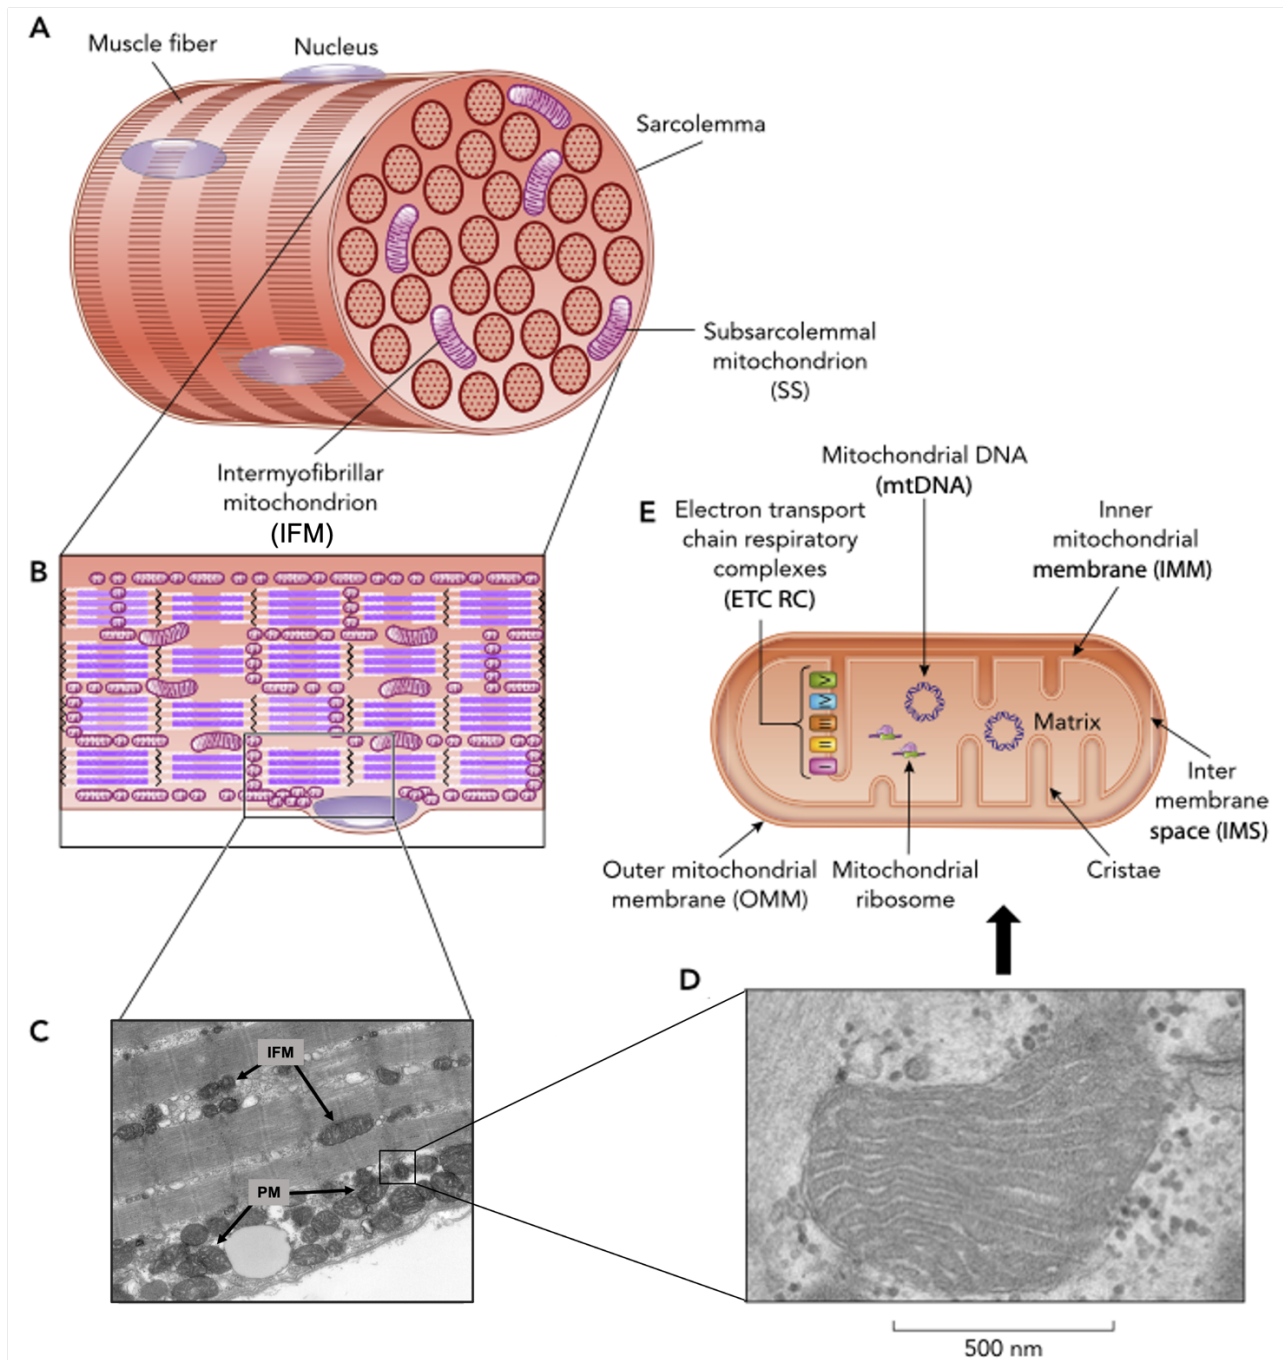 A
Muscle fiber
Nucleus
Sarcolemma
Subsarcolemmal
mitochondrion
(SS)
Intermyofibrillar
mitochondrion
(IFM)
B
E
Mitochondrial DNA
(mtDNA)
Electron transport
chain respiratory
complexes
(ETC RC)
Inner
mitochondrial
membrane (IMM)
V
IV
III
II
I
Matrix
Inter
membrane
space (IMS)
Outer mitochondrial
membrane (OMM)
Mitochondrial
ribosome
Cristae
C
IFM
PM
D
500 nm